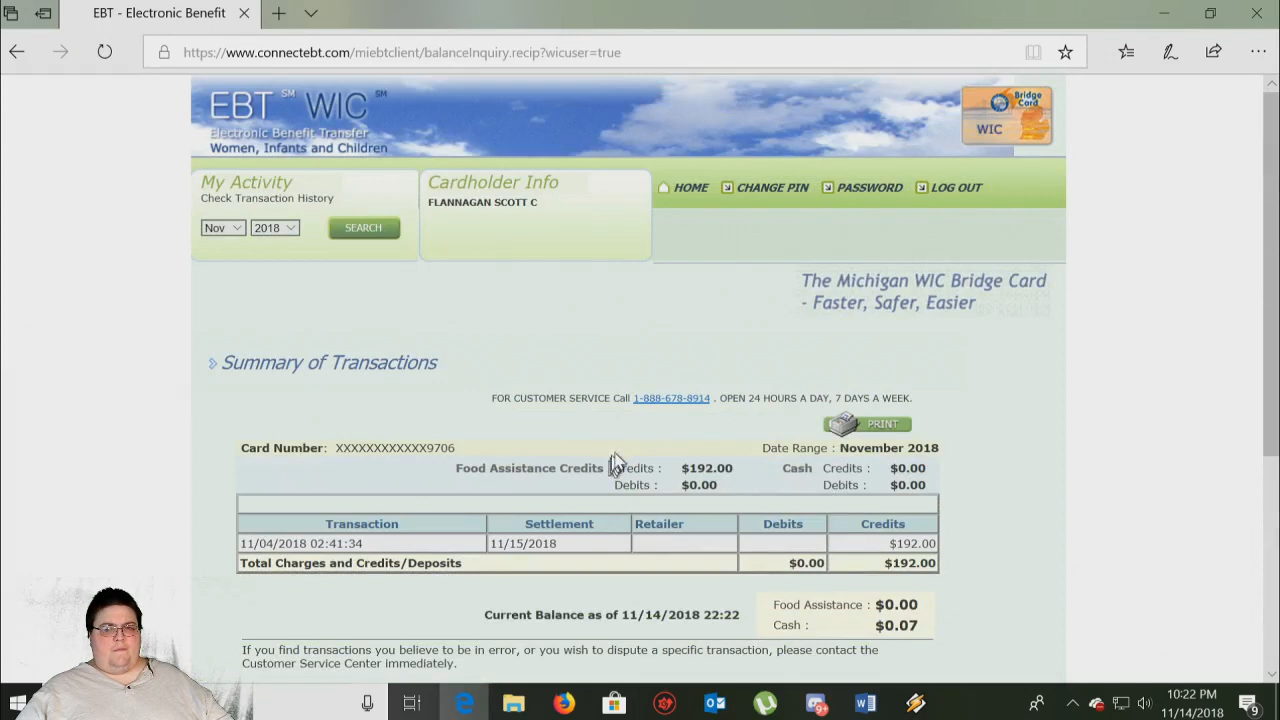 EBT - Electronic Benefit
https://www.connectebt.com/miebtclient/balanceInquiry.recip?wicuser=true
EBT SM WIC SM
Electronic Benefit Transfer
Women, Infants and Children
Bridge Card
WIC
My Activity
Check Transaction History
Nov 2018 SEARCH
Cardholder Info
FLANNAGAN SCOTT C
HOME CHANGE PIN PASSWORD LOG OUT
The Michigan WIC Bridge Card
- Faster, Safer, Easier
Summary of Transactions
FOR CUSTOMER SERVICE Call 1-888-678-8914 . OPEN 24 HOURS A DAY, 7 DAYS A WEEK.
PRINT
Card Number: XXXXXXXXXXXX9706 Date Range : November 2018
Food Assistance Credits Credits : $192.00 Cash Credits : $0.00
Debits : $0.00 Debits : $0.00
Transaction Settlement Retailer Debits Credits
11/04/2018 02:41:34 11/15/2018 $192.00
Total Charges and Credits/Deposits $0.00 $192.00
Current Balance as of 11/14/2018 22:22 Food Assistance : $0.00
Cash : $0.07
If you find transactions you believe to be in error, or you wish to dispute a specific transaction, please contact the
Customer Service Center immediately.
9+
10:22 PM
11/14/2018
9